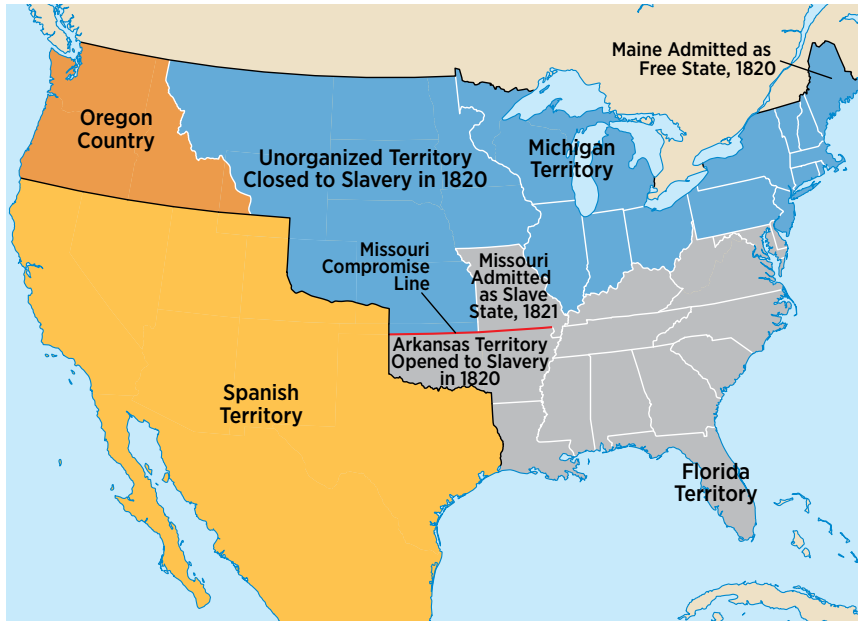 Maine Admitted as
Free State, 1820
Oregon
Country
Unorganized Territory
Closed to Slavery in 1820
Michigan
Territory
Missouri
Compromise
Line
Missouri
Admitted
as Slave
State, 1821
Arkansas Territory
Opened to Slavery
in 1820
Spanish
Territory
Florida
Territory